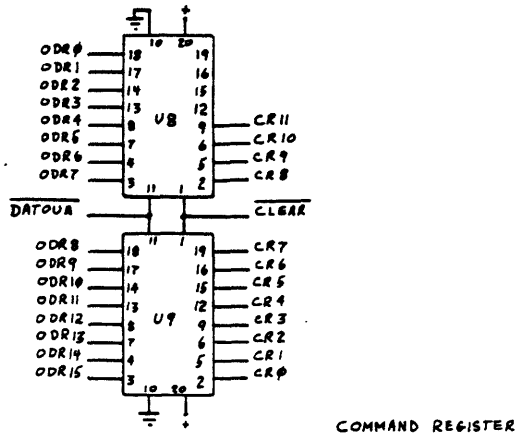 +
10 20
ODRØ 18 19
ODR1 17 16
ODR2 14 15
ODR3 13 12
ODR4 8 U8 9 CR11
ODR5 7 6 CR10
ODR6 4 5 CR9
ODR7 3 2 CR8
11 1
DATOUA CLEAR
11 1
ODR8 18 19 CR7
ODR9 17 16 CR6
ODR10 14 15 CR5
ODR11 13 12 CR4
ODR12 8 U9 9 CR3
ODR13 7 6 CR2
ODR14 4 5 CR1
ODR15 3 2 CRØ
10 20
+
COMMAND REGISTER